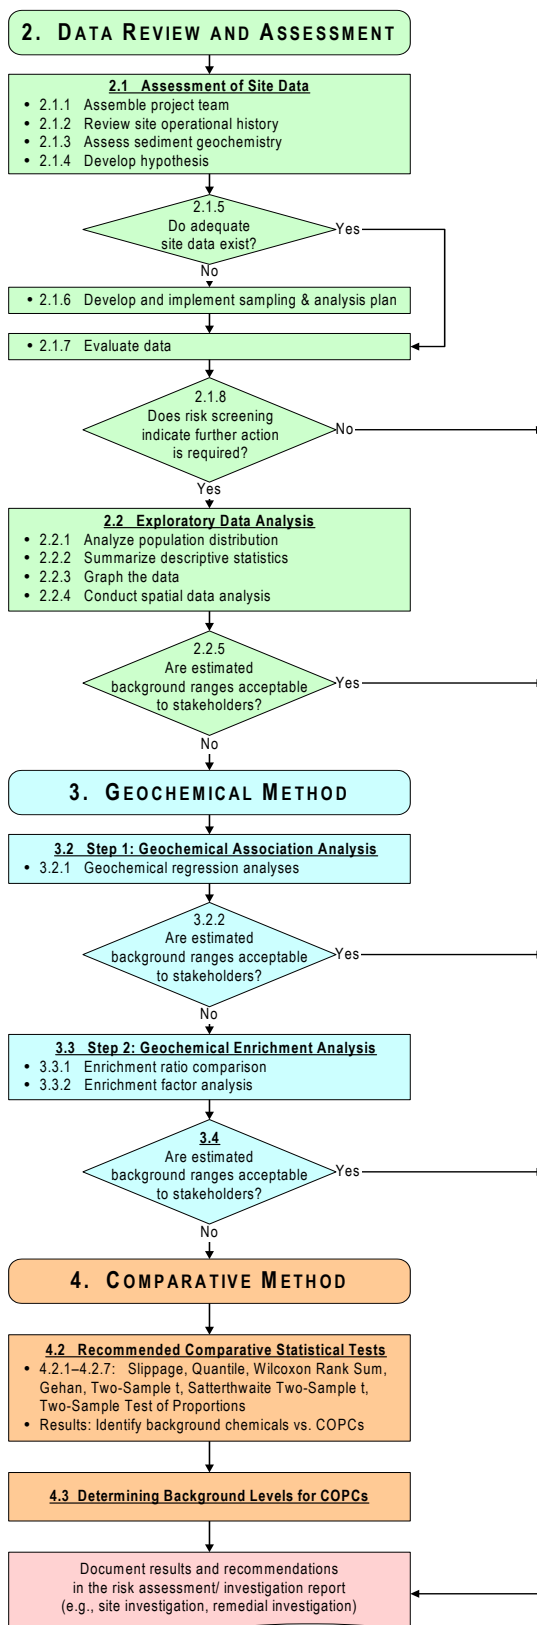 2. DATA REVIEW AND ASSESSMENT
2.1 Assessment of Site Data
• 2.1.1 Assemble project team
• 2.1.2 Review site operational history
• 2.1.3 Assess sediment geochemistry
• 2.1.4 Develop hypothesis
2.1.5
Do adequate
site data exist?
Yes
No
• 2.1.6 Develop and implement sampling & analysis plan
• 2.1.7 Evaluate data
2.1.8
Does risk screening
indicate further action
is required?
No
Yes
2.2 Exploratory Data Analysis
• 2.2.1 Analyze population distribution
• 2.2.2 Summarize descriptive statistics
• 2.2.3 Graph the data
• 2.2.4 Conduct spatial data analysis
2.2.5
Are estimated
background ranges acceptable
to stakeholders?
Yes
No
3. GEOCHEMICAL METHOD
3.2 Step 1: Geochemical Association Analysis
• 3.2.1 Geochemical regression analyses
3.2.2
Are estimated
background ranges acceptable
to stakeholders?
Yes
No
3.3 Step 2: Geochemical Enrichment Analysis
• 3.3.1 Enrichment ratio comparison
• 3.3.2 Enrichment factor analysis
3.4
Are estimated
background ranges acceptable
to stakeholders?
Yes
No
4. COMPARATIVE METHOD
4.2 Recommended Comparative Statistical Tests
• 4.2.1–4.2.7: Slippage, Quantile, Wilcoxon Rank Sum,
Gehan, Two-Sample t, Satterthwaite Two-Sample t,
Two-Sample Test of Proportions
• Results: Identify background chemicals vs. COPCs
4.3 Determining Background Levels for COPCs
Document results and recommendations
in the risk assessment/ investigation report
(e.g., site investigation, remedial investigation)